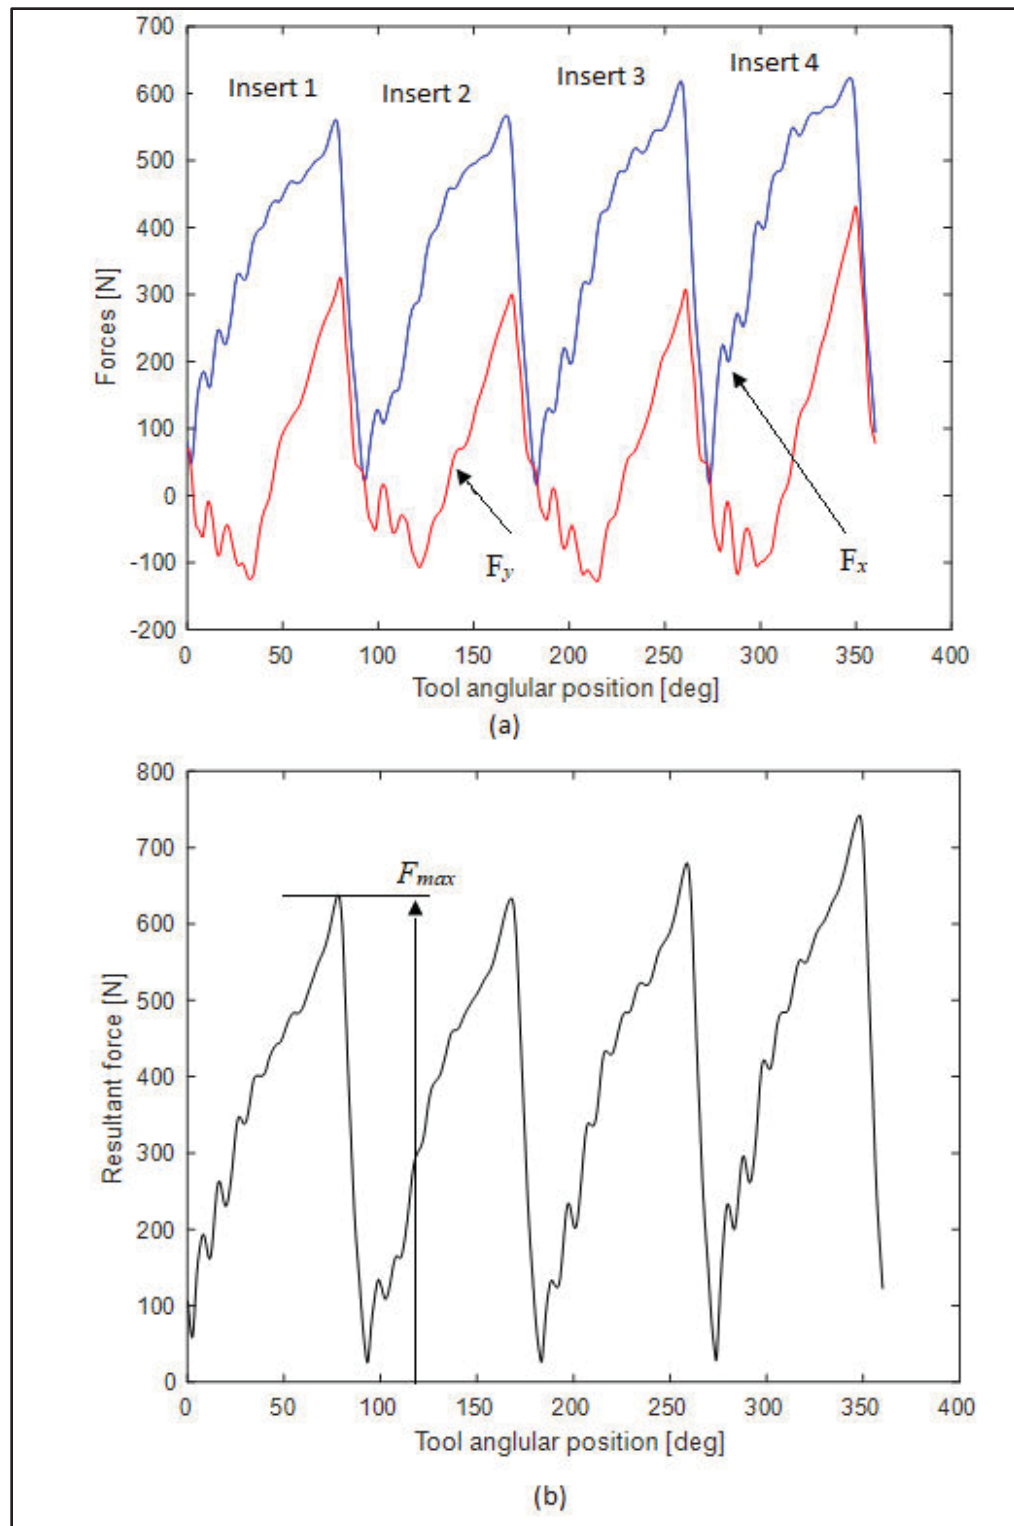 700
600
500
400
300
200
100
0
-100
-200
Forces [N]
Insert 1
Insert 2
Insert 3
Insert 4
Fy
Fx
0 50 100 150 200 250 300 350 400
Tool anglular position [deg]
(a)
800
700
600
500
400
300
200
100
0
Resultant force [N]
Fmax
0 50 100 150 200 250 300 350 400
Tool anglular position [deg]
(b)